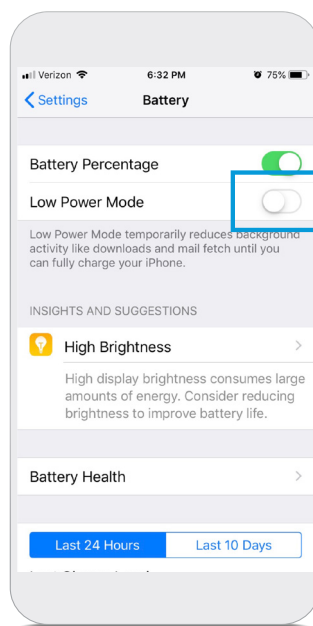 Verizon 6:32 PM 75%
Settings Battery
Battery Percentage
Low Power Mode
Low Power Mode temporarily reduces background
activity like downloads and mail fetch until you
can fully charge your iPhone.
INSIGHTS AND SUGGESTIONS
High Brightness
High display brightness consumes large
amounts of energy. Consider reducing
brightness to improve battery life.
Battery Health
Last 24 Hours Last 10 Days